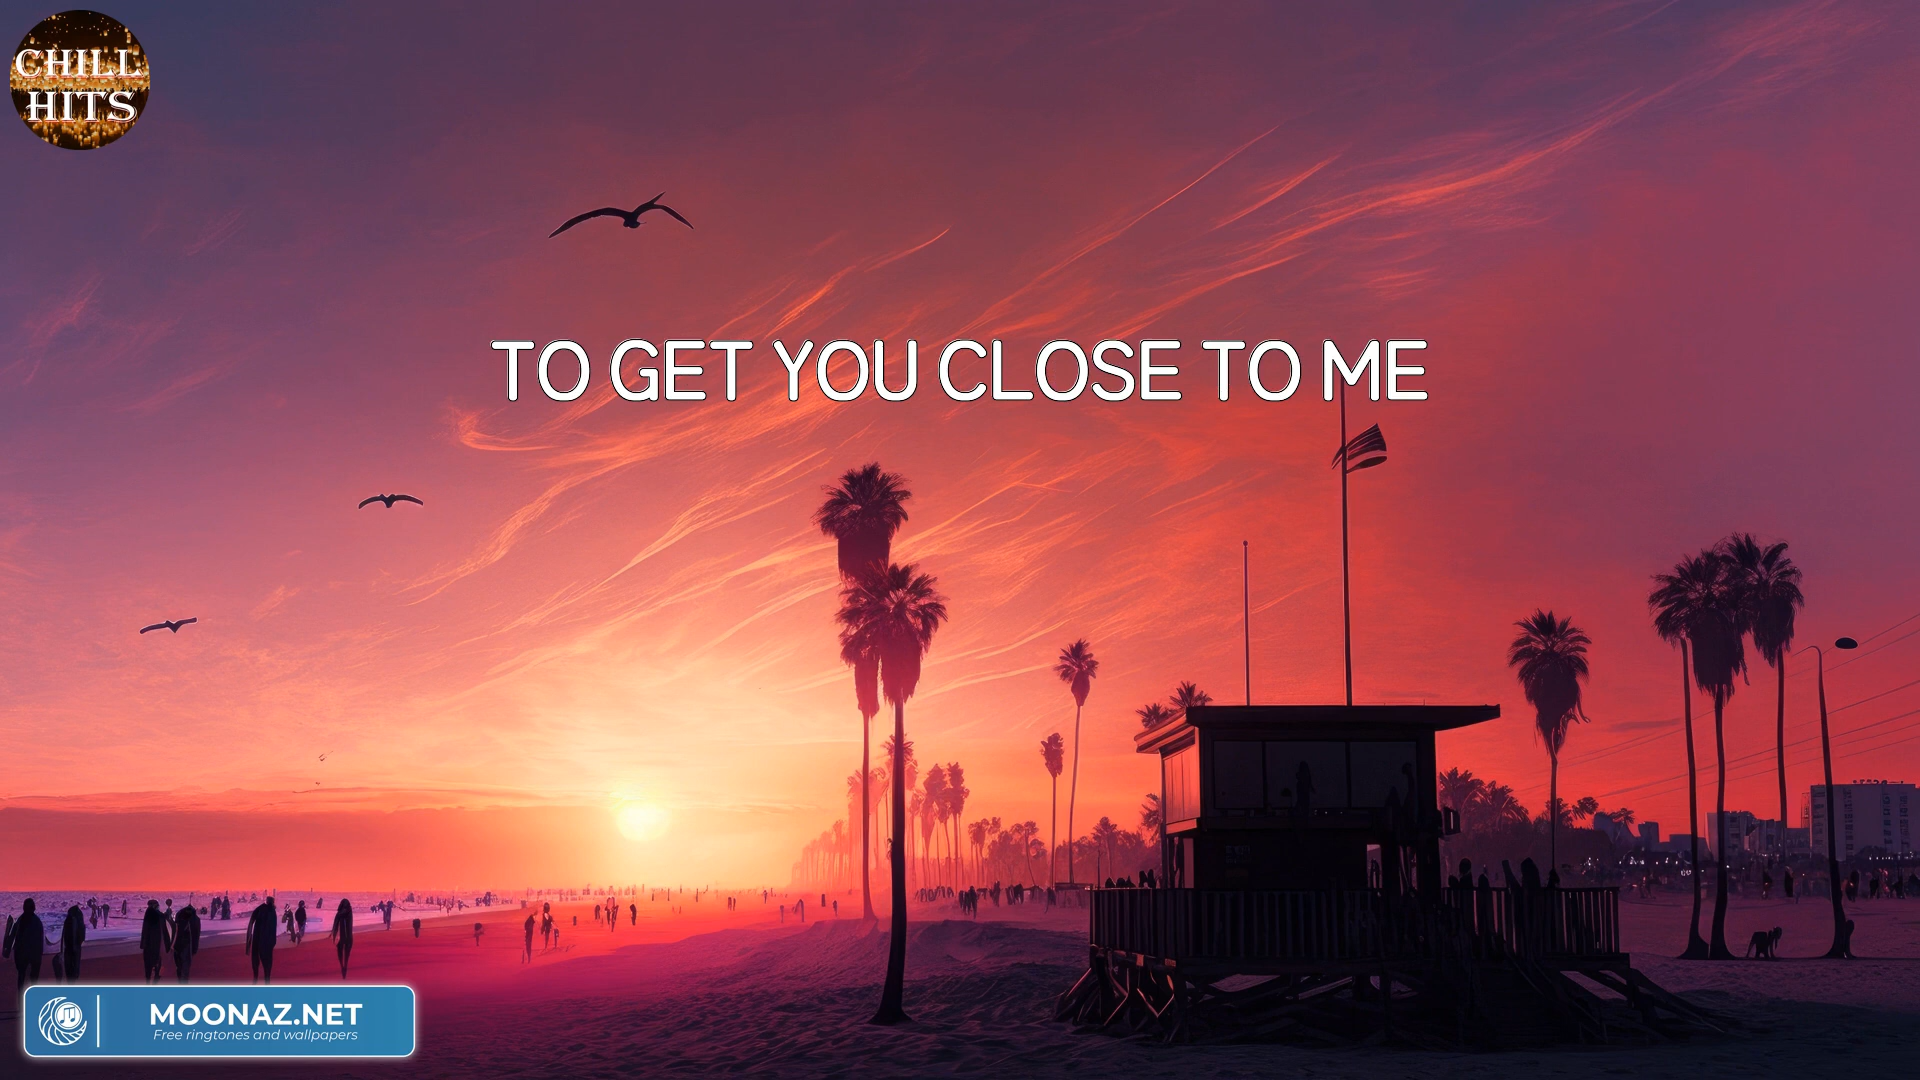 CHILL
HITS
TO GET YOU CLOSE TO ME
MOONAZ.NET
Free ringtones and wallpapers